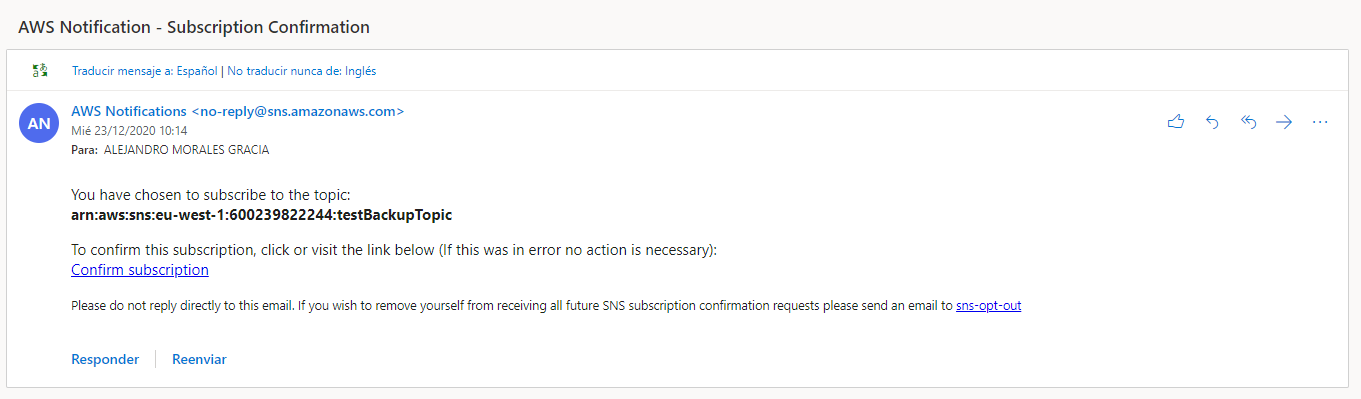 AWS Notification - Subscription Confirmation
Traducir mensaje a: Español | No traducir nunca de: Inglés
AN
AWS Notifications <no-reply@sns.amazonaws.com>
Mié 23/12/2020 10:14
Para: ALEJANDRO MORALES GRACIA
You have chosen to subscribe to the topic:
arn:aws:sns:eu-west-1:600239822244:testBackupTopic
To confirm this subscription, click or visit the link below (If this was in error no action is necessary):
Confirm subscription
Please do not reply directly to this email. If you wish to remove yourself from receiving all future SNS subscription confirmation requests please send an email to sns-opt-out
Responder
Reenviar